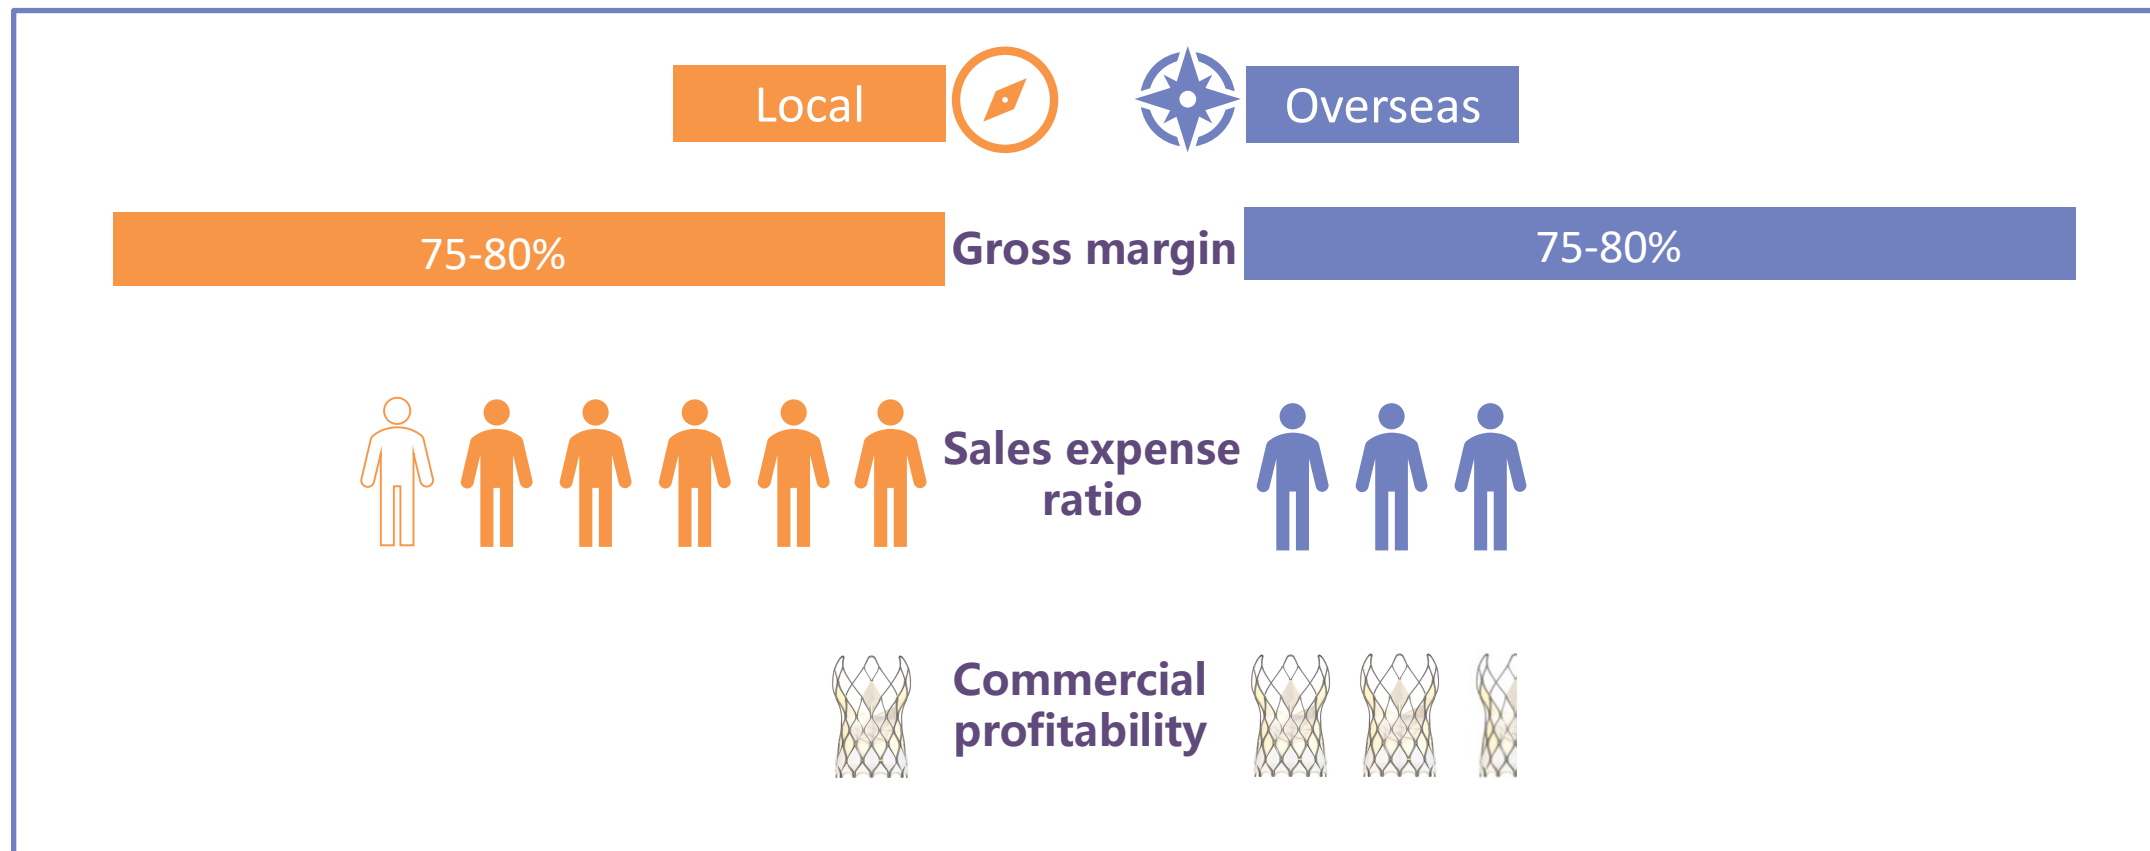 Local
Overseas
75-80%
Gross margin
75-80%
Sales expense
ratio
Commercial
profitability